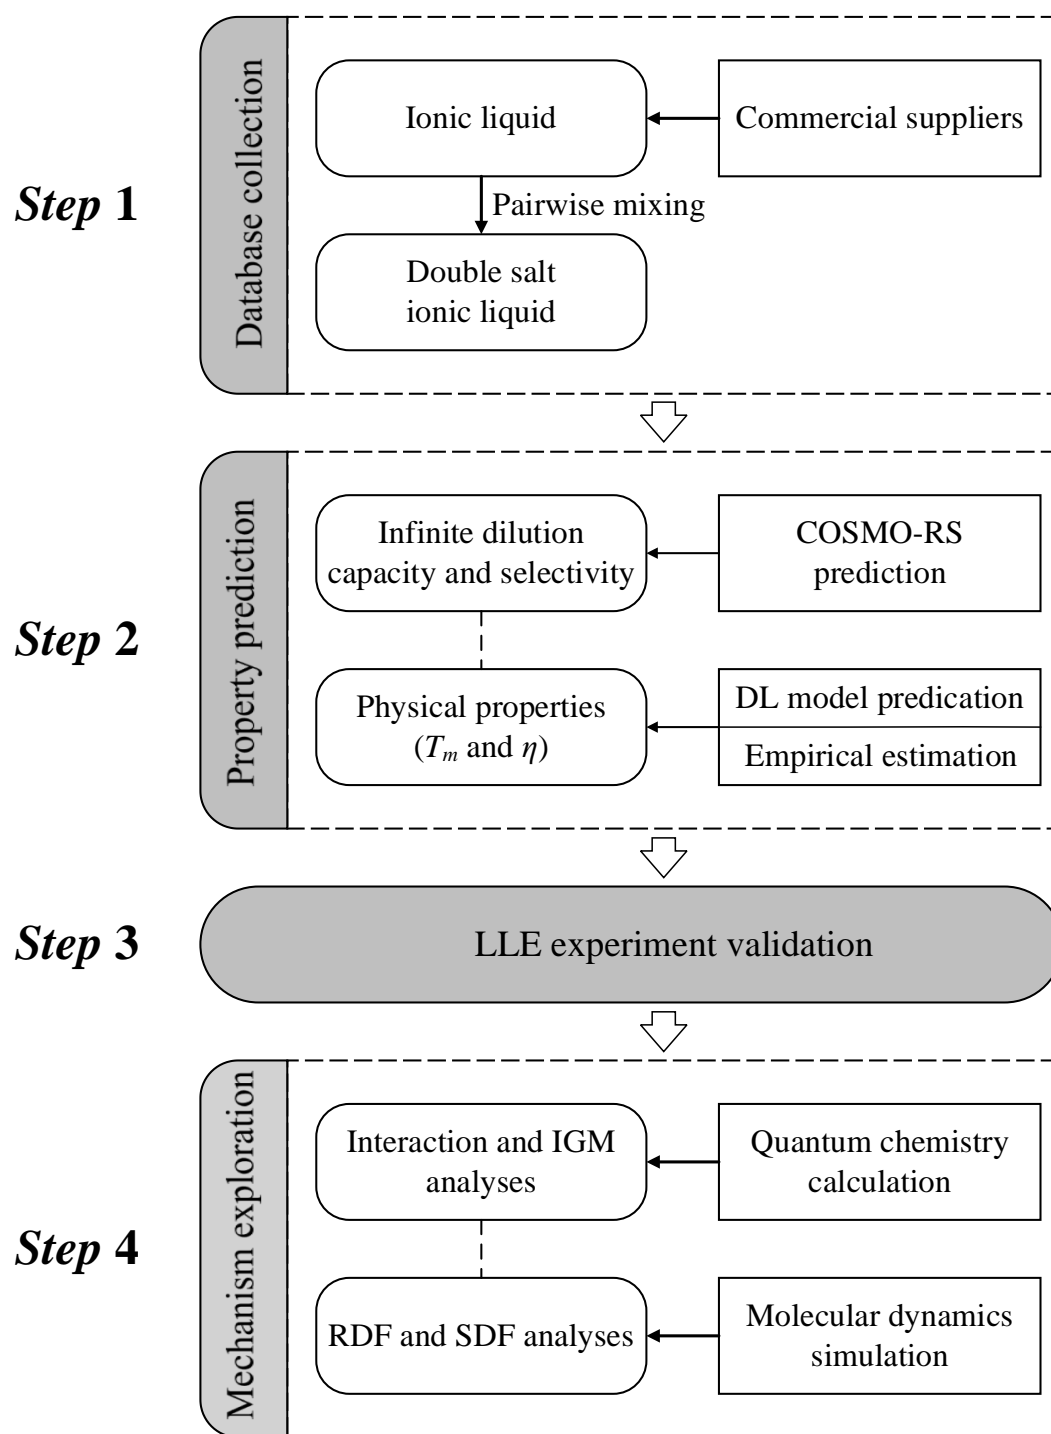 Step 1
Database collection
Ionic liquid
Commercial suppliers
Pairwise mixing
Double salt
ionic liquid
Step 2
Property prediction
Infinite dilution
capacity and selectivity
COSMO-RS
prediction
Physical properties
(Tm and η)
DL model predication
Empirical estimation
Step 3
LLE experiment validation
Step 4
Mechanism exploration
Interaction and IGM
analyses
Quantum chemistry
calculation
RDF and SDF analyses
Molecular dynamics
simulation